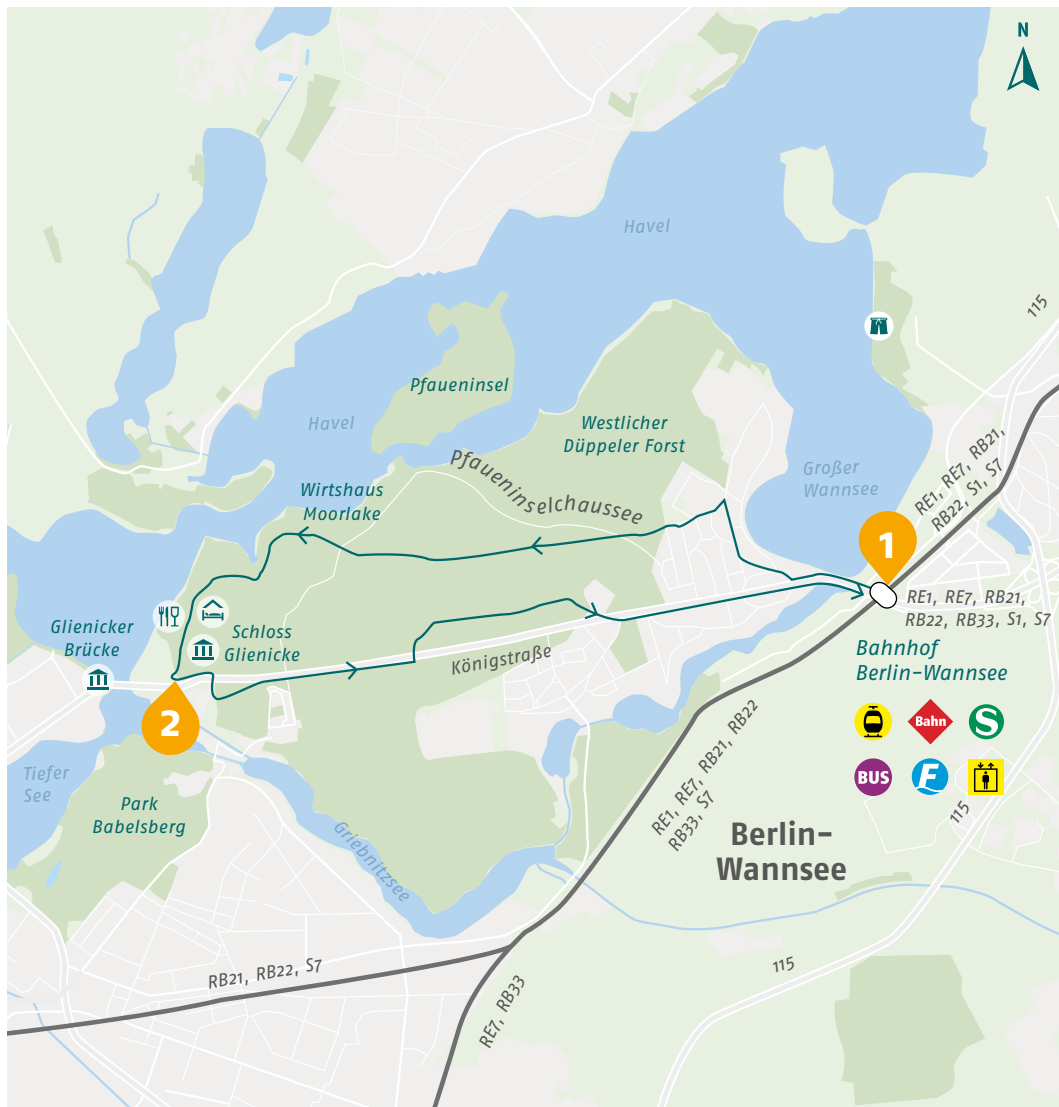 N
Havel
115
Pfaueninsel
Havel
Westlicher
Düppeler Forst
Pfaueninselchaussee
Großer
Wannsee
RE1, RE7, RB21,
RB22, S1, S7
Wirtshaus
Moorlake
1
RE1, RE7, RB21,
RB22, RB33, S1, S7
Glienicker
Brücke
Schloss
Glienicke
Königstraße
Bahnhof
Berlin-Wannsee
2
Bahn
S
BUS
F
RE1, RE7, RB21, RB22
RB33, S7
Tiefer
See
Park
Babelsberg
Griebnitzsee
115
Berlin-
Wannsee
RB21, RB22, S7
115
RE7, RB33